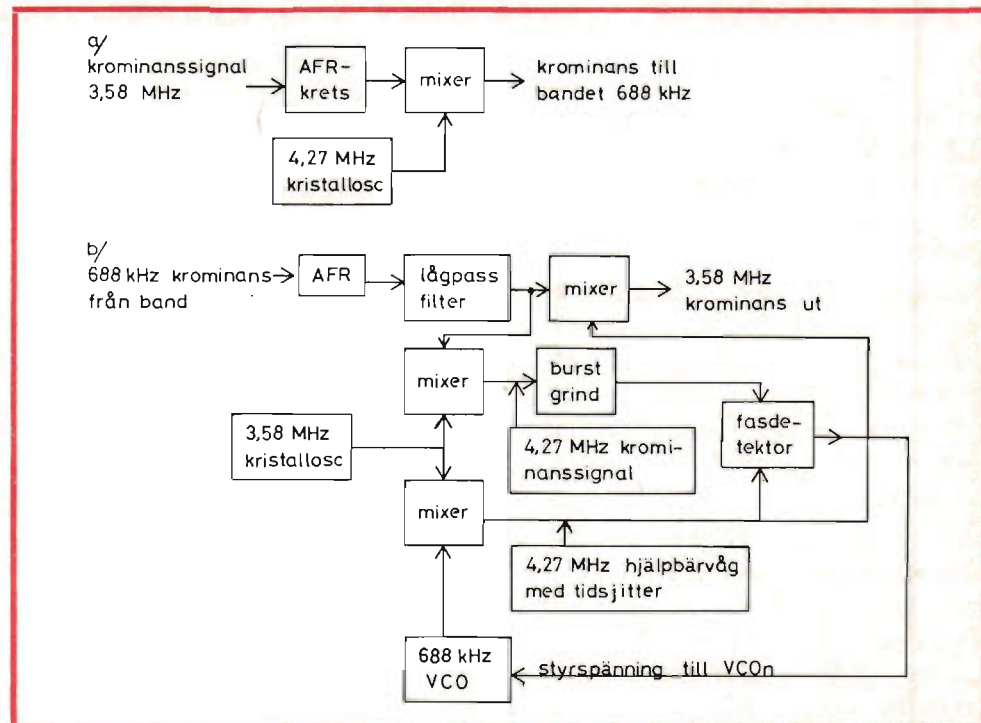 a/
krominanssignal
3,58 MHz
AFR-
krets
mixer
krominans till
bandet 688 kHz
4,27 MHz
kristallosc
b/
688 kHz krominans
från band
AFR
lågpass
filter
mixer
3,58 MHz
krominans ut
mixer
burst
grind
3,58 MHz
kristallosc
4,27 MHz kromi-
nanssignal
fasde-
tektor
mixer
4,27 MHz hjälpbärvåg
med tidsjitter
688 kHz
VCO
styrspänning till VCOn